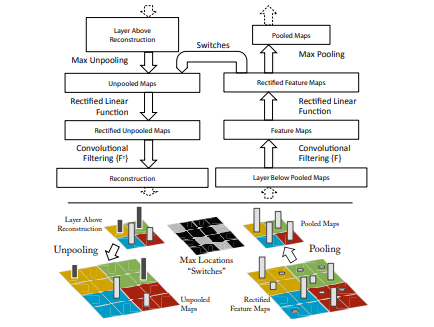 Layer Above
Reconstruction
Pooled Maps
Switches
Max Unpooling
Max Pooling
Unpooled Maps
Rectified Feature Maps
Rectified Linear
Function
Rectified Linear
Function
Rectified Unpooled Maps
Feature Maps
Convolutional
Filtering {Fᵀ}
Convolutional
Filtering {F}
Reconstruction
Layer Below Pooled Maps
Layer Above
Reconstruction
Pooled Maps
Unpooling
Max Locations
“Switches”
Pooling
Unpooled
Maps
Rectified
Feature Maps